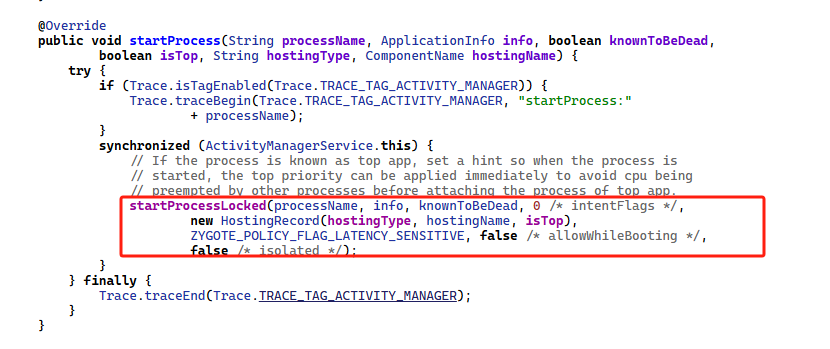 @Override
public void startProcess(String processName, ApplicationInfo info, boolean knownToBeDead,
        boolean isTop, String hostingType, ComponentName hostingName) {
    try {
        if (Trace.isTagEnabled(Trace.TRACE_TAG_ACTIVITY_MANAGER)) {
            Trace.traceBegin(Trace.TRACE_TAG_ACTIVITY_MANAGER, "startProcess:"
                    + processName);
        }
        synchronized (ActivityManagerService.this) {
            // If the process is known as top app, set a hint so when the process is
            // started, the top priority can be applied immediately to avoid cpu being
            // preempted by other processes before attaching the process of top app.
            startProcessLocked(processName, info, knownToBeDead, 0 /* intentFlags */,
                    new HostingRecord(hostingType, hostingName, isTop),
                    ZYGOTE_POLICY_FLAG_LATENCY_SENSITIVE, false /* allowWhileBooting */,
                    false /* isolated */);
        }
    } finally {
        Trace.traceEnd(Trace.TRACE_TAG_ACTIVITY_MANAGER);
    }
}